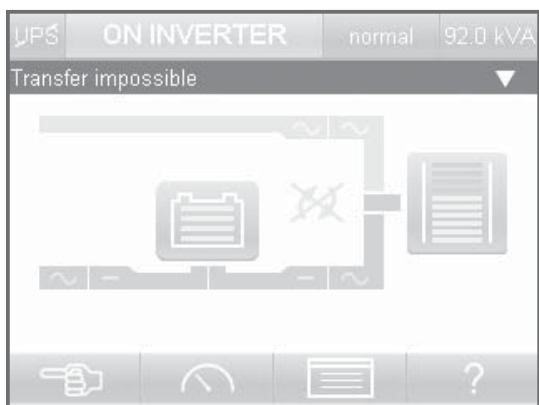 UPS ON INVERTER normal 92.0 kVA
Transfer impossible
?